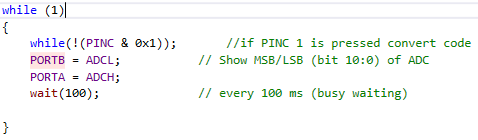 while (1)
{
while(!(PINC & 0x1)); //if PINC 1 is pressed convert code
PORTB = ADCL; // Show MSB/LSB (bit 10:0) of ADC
PORTA = ADCH;
wait(100); // every 100 ms (busy waiting)
}